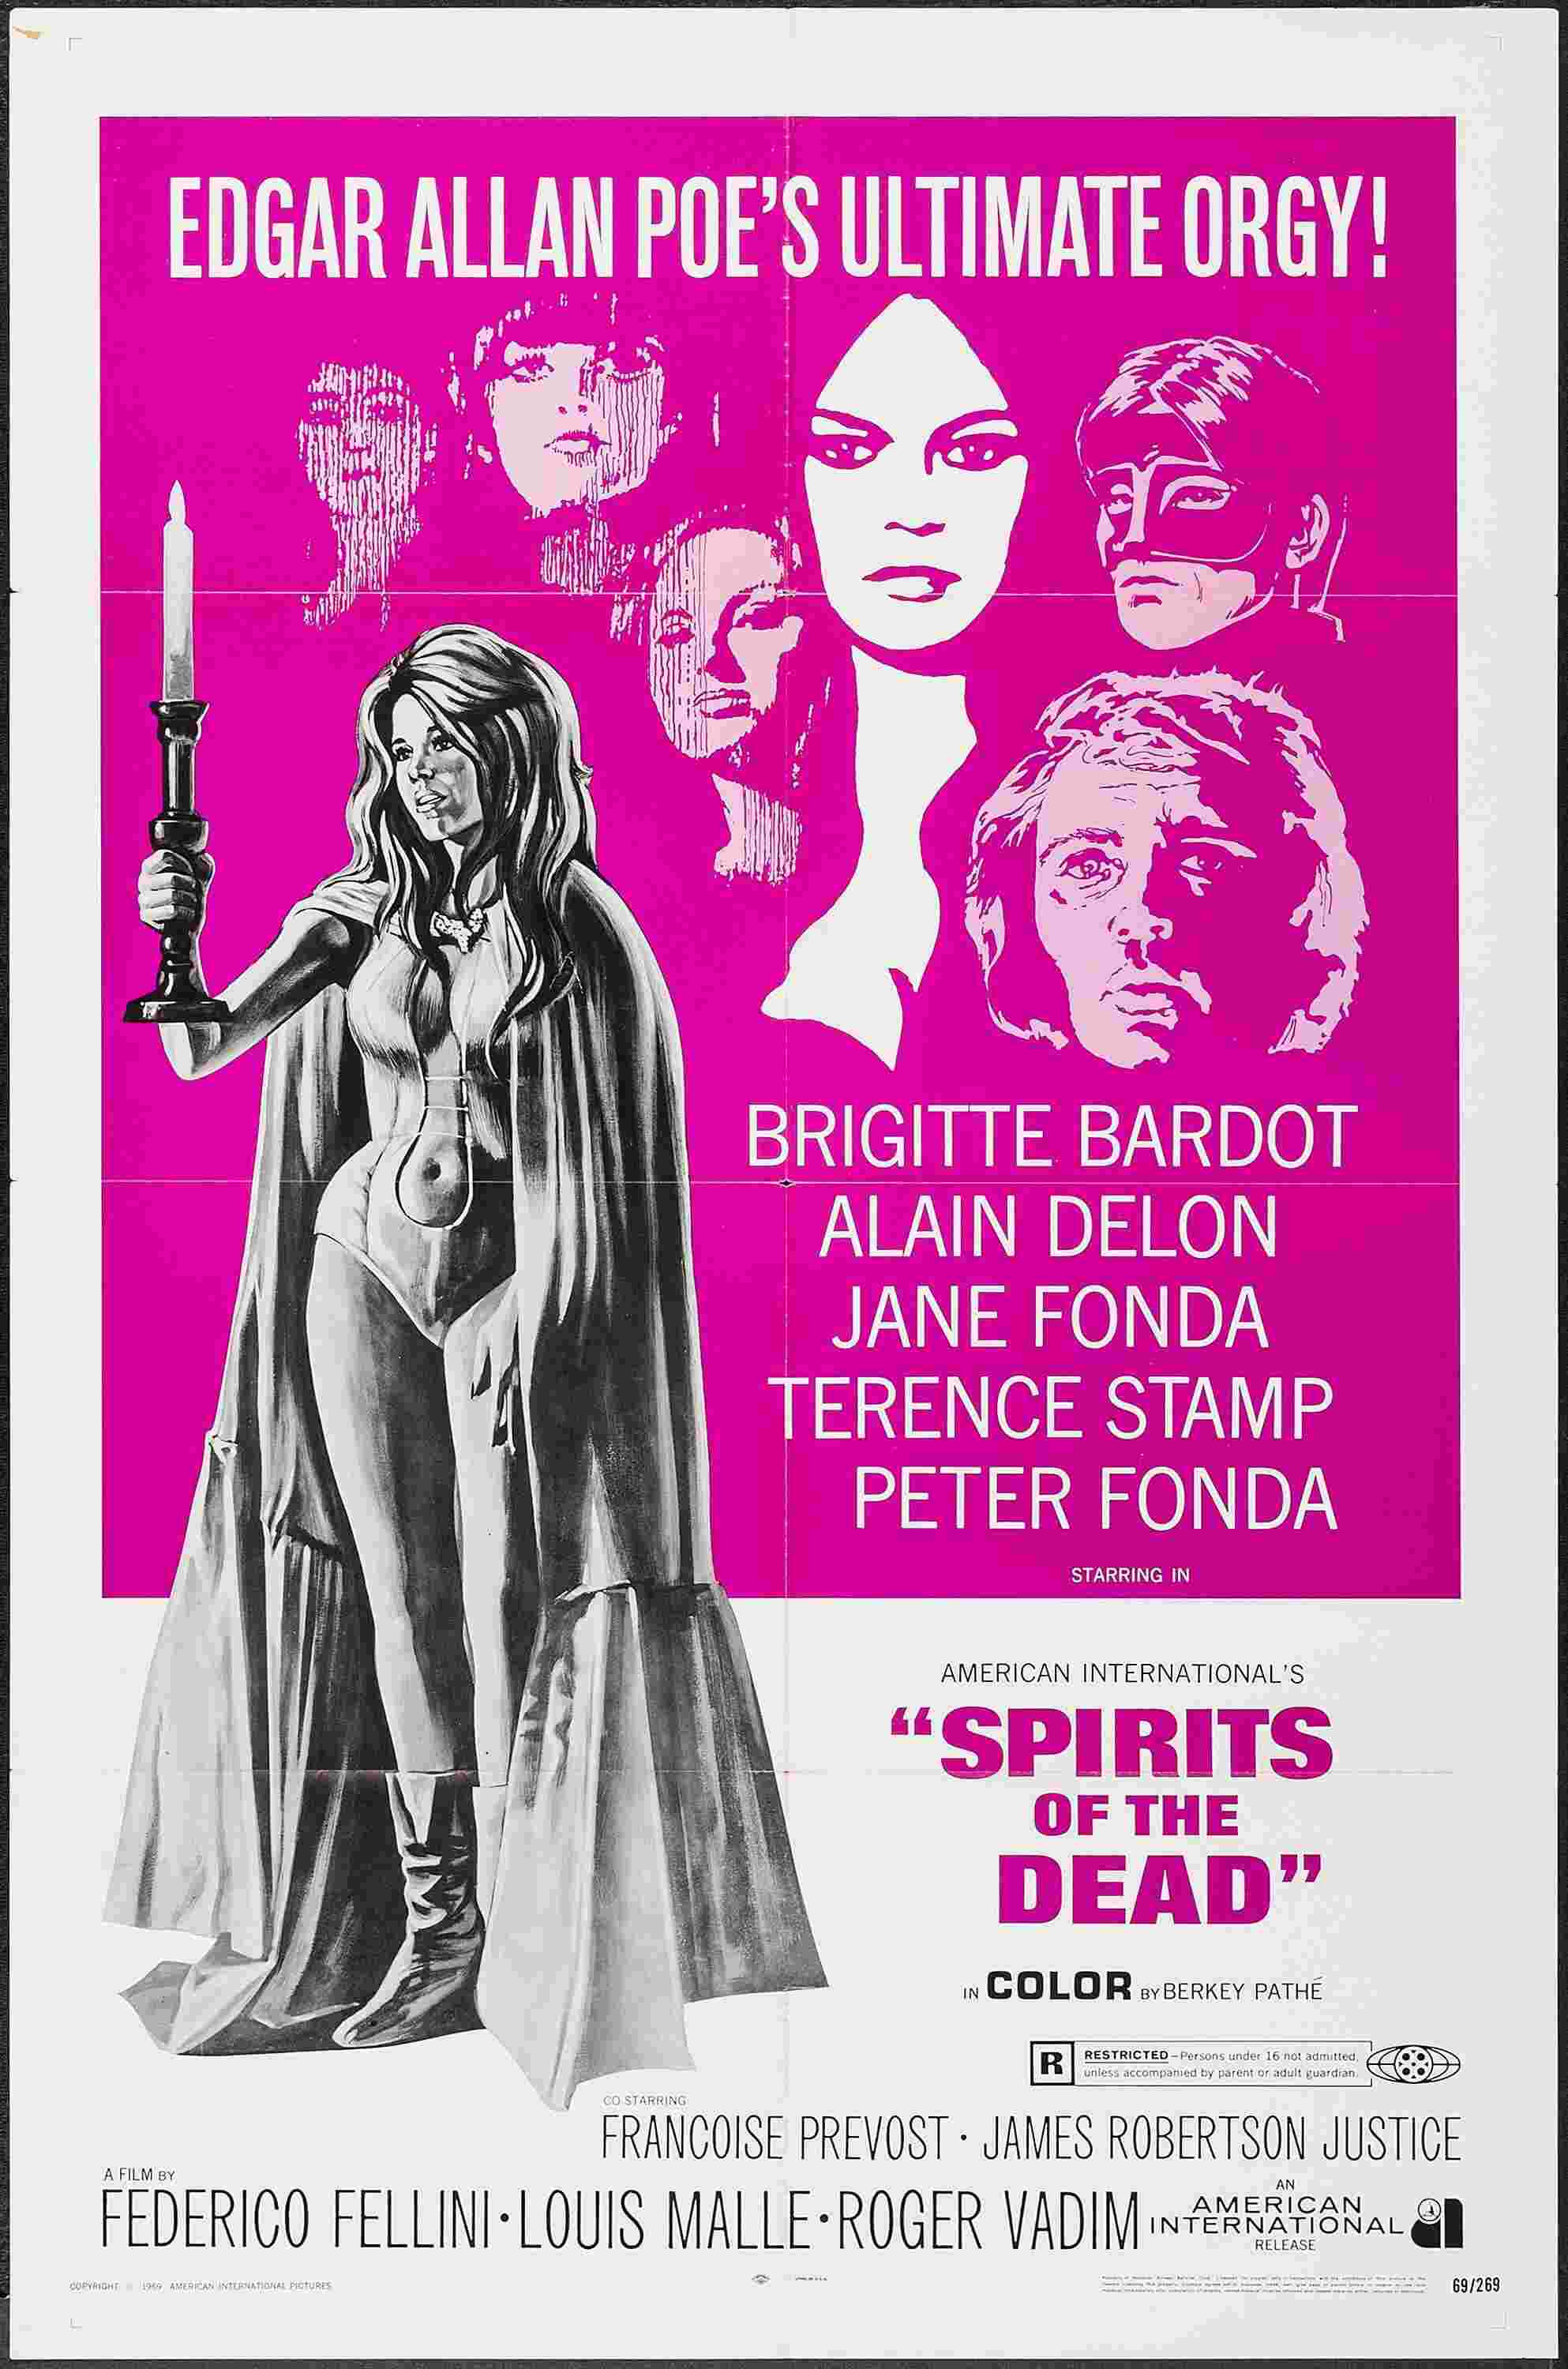 EDGAR ALLAN POE'S ULTIMATE ORGY!
BRIGITTE BARDOT
ALAIN DELON
JANE FONDA
TERENCE STAMP
PETER FONDA
STARRING IN
AMERICAN INTERNATIONAL'S
“SPIRITS
OF THE
DEAD”
IN COLOR BY BERKEY PATHÉ
R RESTRICTED – Persons under 16 not admitted,
unless accompanied by parent or adult guardian.
CO STARRING
FRANCOISE PREVOST · JAMES ROBERTSON JUSTICE
A FILM BY
FEDERICO FELLINI · LOUIS MALLE · ROGER VADIM
AN
AMERICAN
INTERNATIONAL
RELEASE
COPYRIGHT © 1969 AMERICAN INTERNATIONAL PICTURES
69/269